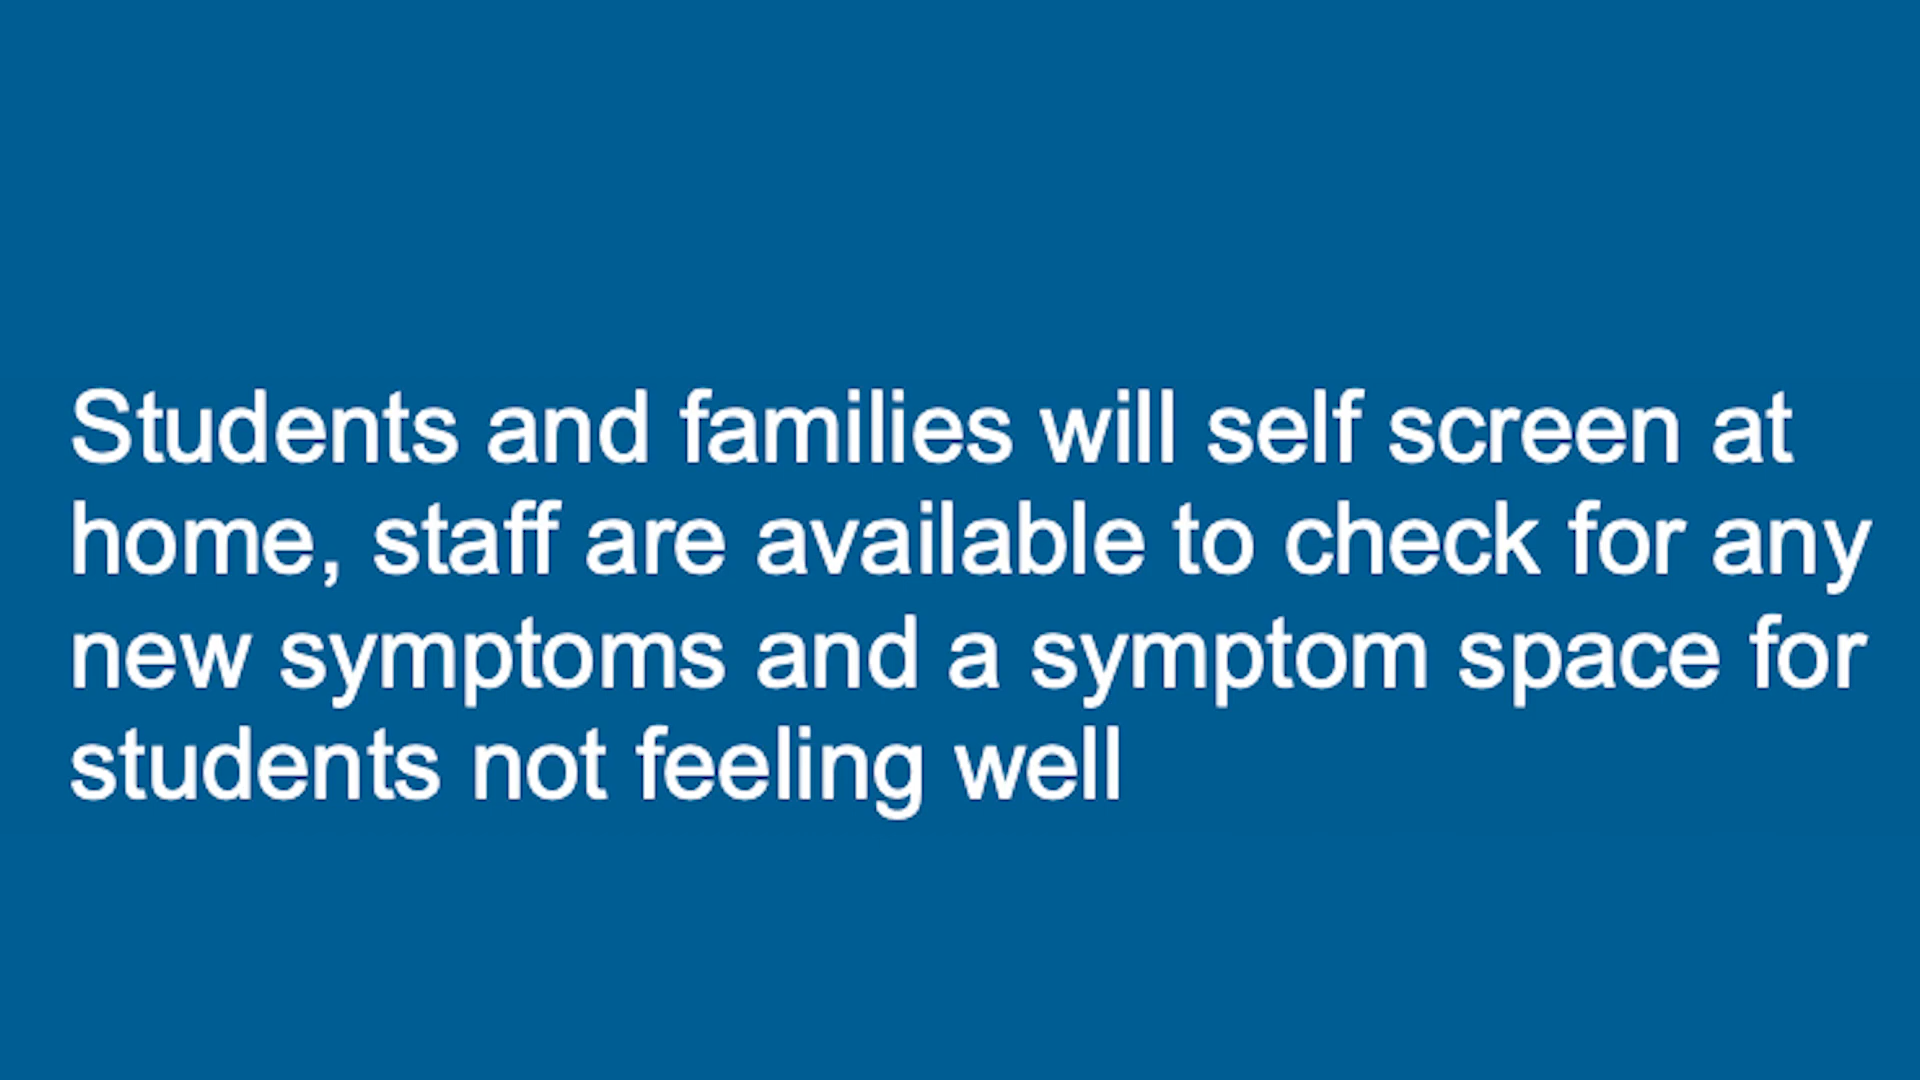 Students and families will self screen at
home, staff are available to check for any
new symptoms and a symptom space for
students not feeling well